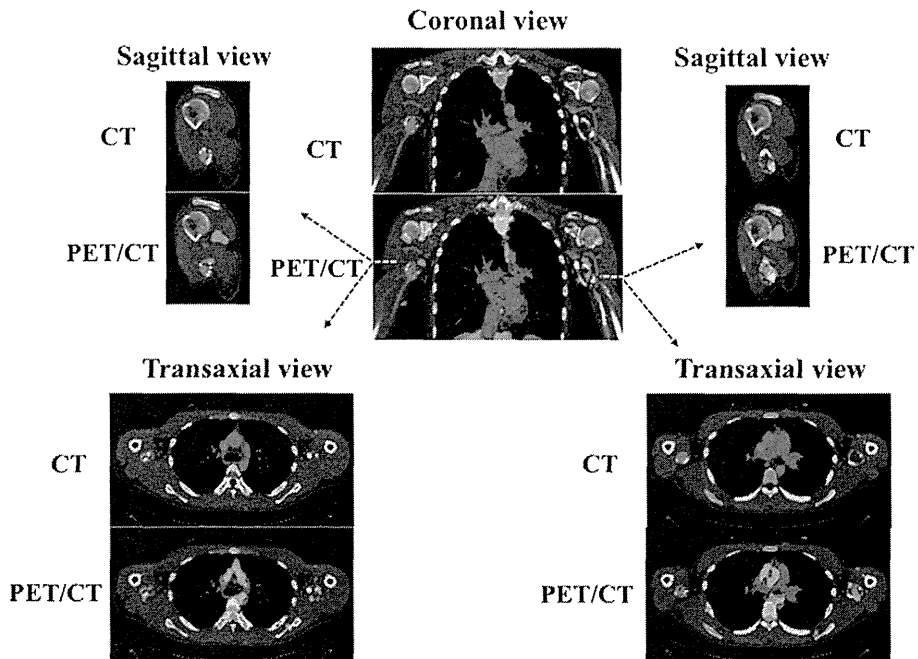 Coronal view
Sagittal view
Sagittal view
CT
CT
CT
PET/CT
PET/CT
PET/CT
Transaxial view
Transaxial view
CT
CT
PET/CT
PET/CT